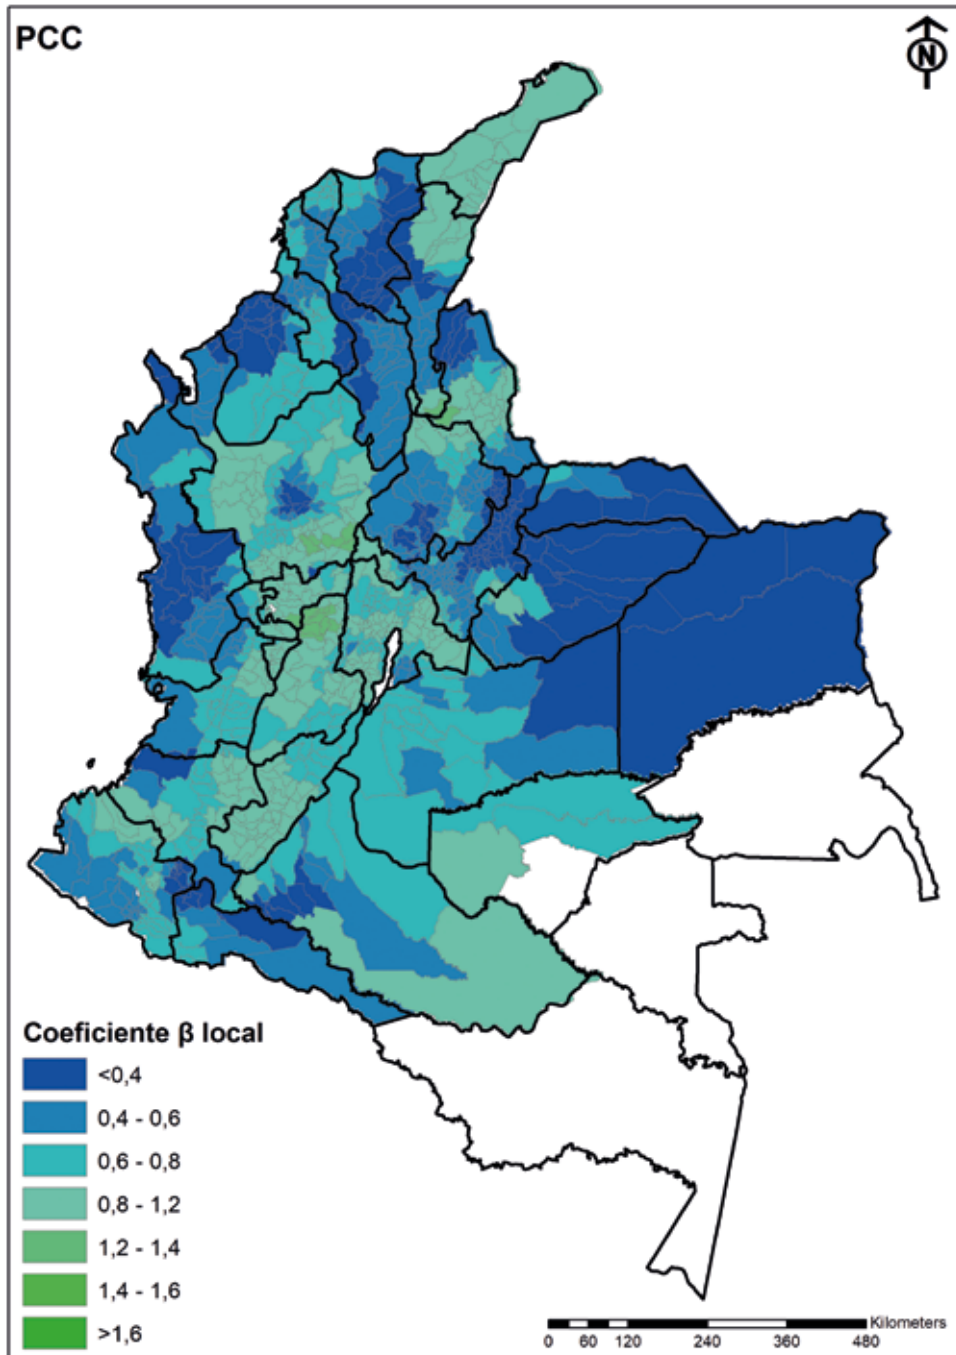 PCC
N
Coeficiente β local
<0,4
0,4 - 0,6
0,6 - 0,8
0,8 - 1,2
1,2 - 1,4
1,4 - 1,6
>1,6
Kilometers
0 60 120 240 360 480